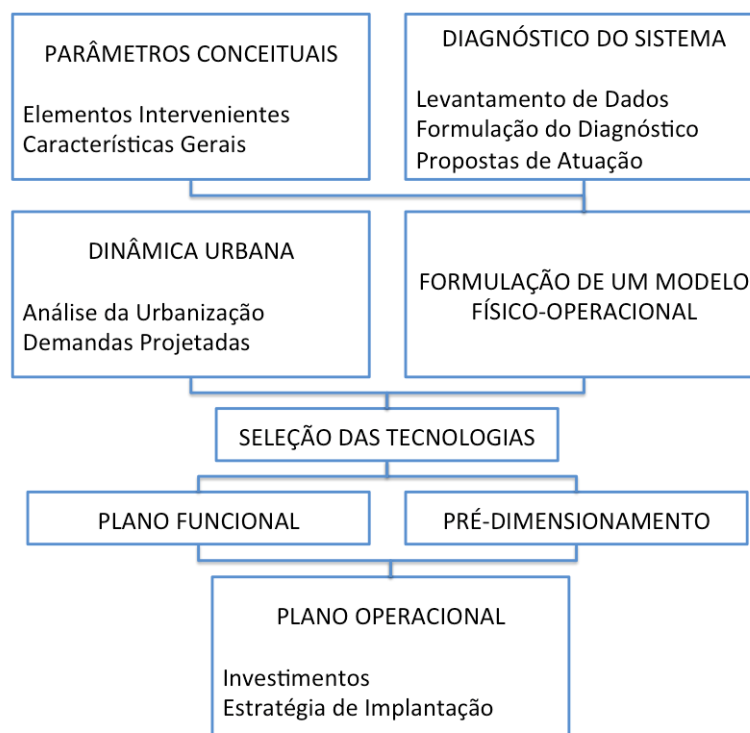 PARÂMETROS CONCEITUAIS
Elementos Intervenientes
Características Gerais
DIAGNÓSTICO DO SISTEMA
Levantamento de Dados
Formulação do Diagnóstico
Propostas de Atuação
DINÂMICA URBANA
Análise da Urbanização
Demandas Projetadas
FORMULAÇÃO DE UM MODELO
FÍSICO-OPERACIONAL
SELEÇÃO DAS TECNOLOGIAS
PLANO FUNCIONAL
PRÉ-DIMENSIONAMENTO
PLANO OPERACIONAL
Investimentos
Estratégia de Implantação